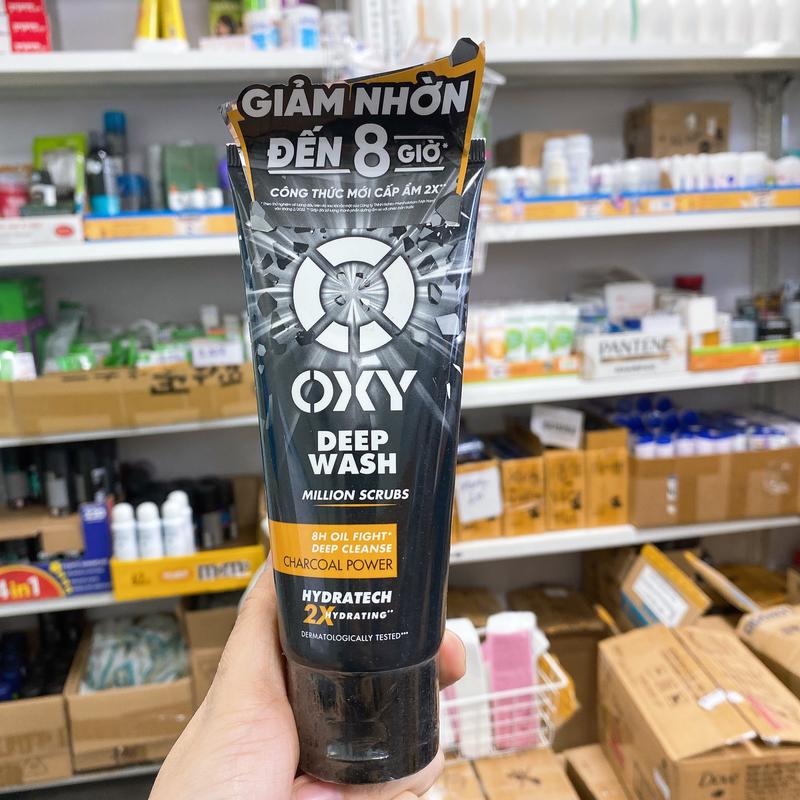 GIẢM NHỜN
ĐẾN 8 GIỜ*
CÔNG THỨC MỚI CẤP ẨM 2X**
OXY
DEEP
WASH
MILLION SCRUBS
8H OIL FIGHT*
DEEP CLEANSE
CHARCOAL POWER
HYDRATECH
2X HYDRATING**
DERMATOLOGICALLY TESTED***
PANTENE
4in1
m&m's
Dove